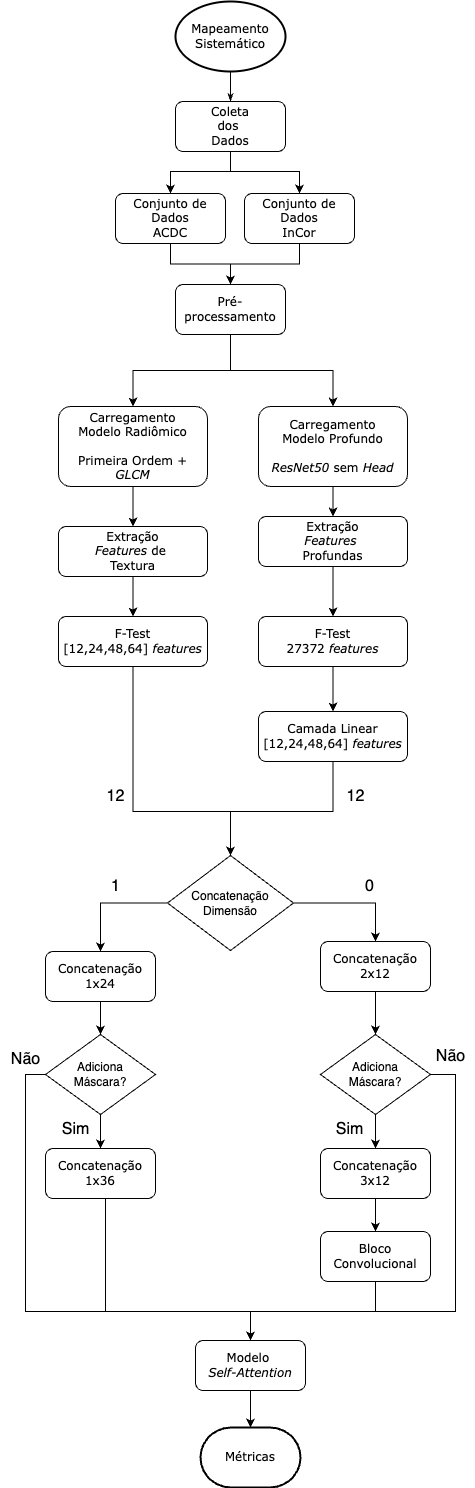 Mapeamento
Sistemático
Coleta
dos
Dados
Conjunto de
Dados
ACDC
Conjunto de
Dados
InCor
Pré-
processamento
Carregamento
Modelo Radiômico
Primeira Ordem +
GLCM
Carregamento
Modelo Profundo
ResNet50 sem Head
Extração
Features de
Textura
Extração
Features
Profundas
F-Test
[12,24,48,64] features
F-Test
27372 features
Camada Linear
[12,24,48,64] features
12
12
Concatenação
Dimensão
1
0
Concatenação
1x24
Concatenação
2x12
Adiciona
Máscara?
Não
Sim
Adiciona
Máscara?
Não
Sim
Concatenação
1x36
Concatenação
3x12
Bloco
Convolucional
Modelo
Self-Attention
Métricas